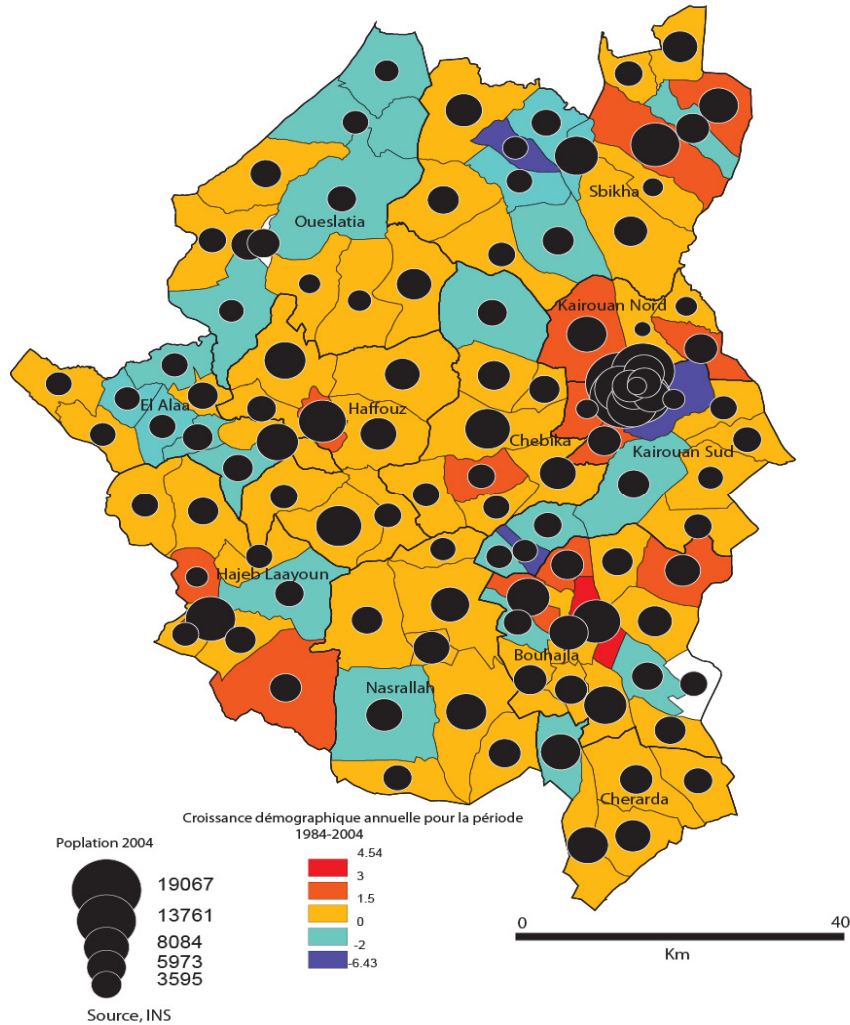 Sbikha
Oueslatia
Kairouan Nord
El Alaa
Haffouz
Chebika
Kairouan Sud
Hajeb Laayoun
Bouhajla
Nasrallah
Cherarda
Croissance démographique annuelle pour la période
1984-2004
4.54
3
1.5
0
-2
-6.43
Poplation 2004
19067
13761
8084
5973
3595
Source, INS
0 40
Km